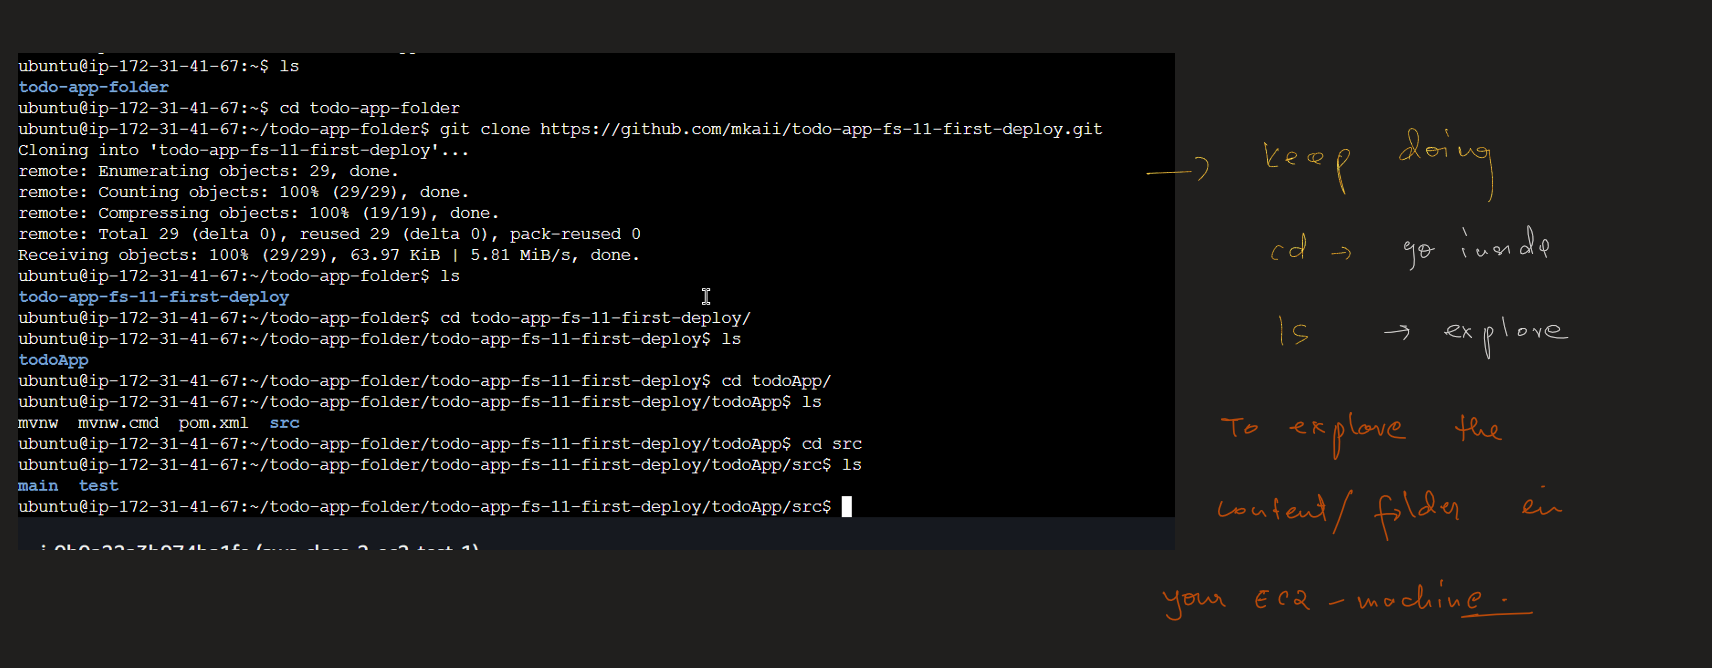 ubuntu@ip-172-31-41-67:~$ ls
todo-app-folder
ubuntu@ip-172-31-41-67:~$ cd todo-app-folder
ubuntu@ip-172-31-41-67:~/todo-app-folder$ git clone https://github.com/mkaii/todo-app-fs-11-first-deploy.git
Cloning into 'todo-app-fs-11-first-deploy'...
remote: Enumerating objects: 29, done.
remote: Counting objects: 100% (29/29), done.
remote: Compressing objects: 100% (19/19), done.
remote: Total 29 (delta 0), reused 29 (delta 0), pack-reused 0
Receiving objects: 100% (29/29), 63.97 KiB | 5.81 MiB/s, done.
ubuntu@ip-172-31-41-67:~/todo-app-folder$ ls
todo-app-fs-11-first-deploy
ubuntu@ip-172-31-41-67:~/todo-app-folder$ cd todo-app-fs-11-first-deploy/
ubuntu@ip-172-31-41-67:~/todo-app-folder/todo-app-fs-11-first-deploy$ ls
todoApp
ubuntu@ip-172-31-41-67:~/todo-app-folder/todo-app-fs-11-first-deploy$ cd todoApp/
ubuntu@ip-172-31-41-67:~/todo-app-folder/todo-app-fs-11-first-deploy/todoApp$ ls
mvnw  mvnw.cmd  pom.xml  src
ubuntu@ip-172-31-41-67:~/todo-app-folder/todo-app-fs-11-first-deploy/todoApp$ cd src
ubuntu@ip-172-31-41-67:~/todo-app-folder/todo-app-fs-11-first-deploy/todoApp/src$ ls
main  test
ubuntu@ip-172-31-41-67:~/todo-app-folder/todo-app-fs-11-first-deploy/todoApp/src$
→ keep doing
cd → go inside
ls → explore
To explore the
content/ folder in
your EC2 - machine.